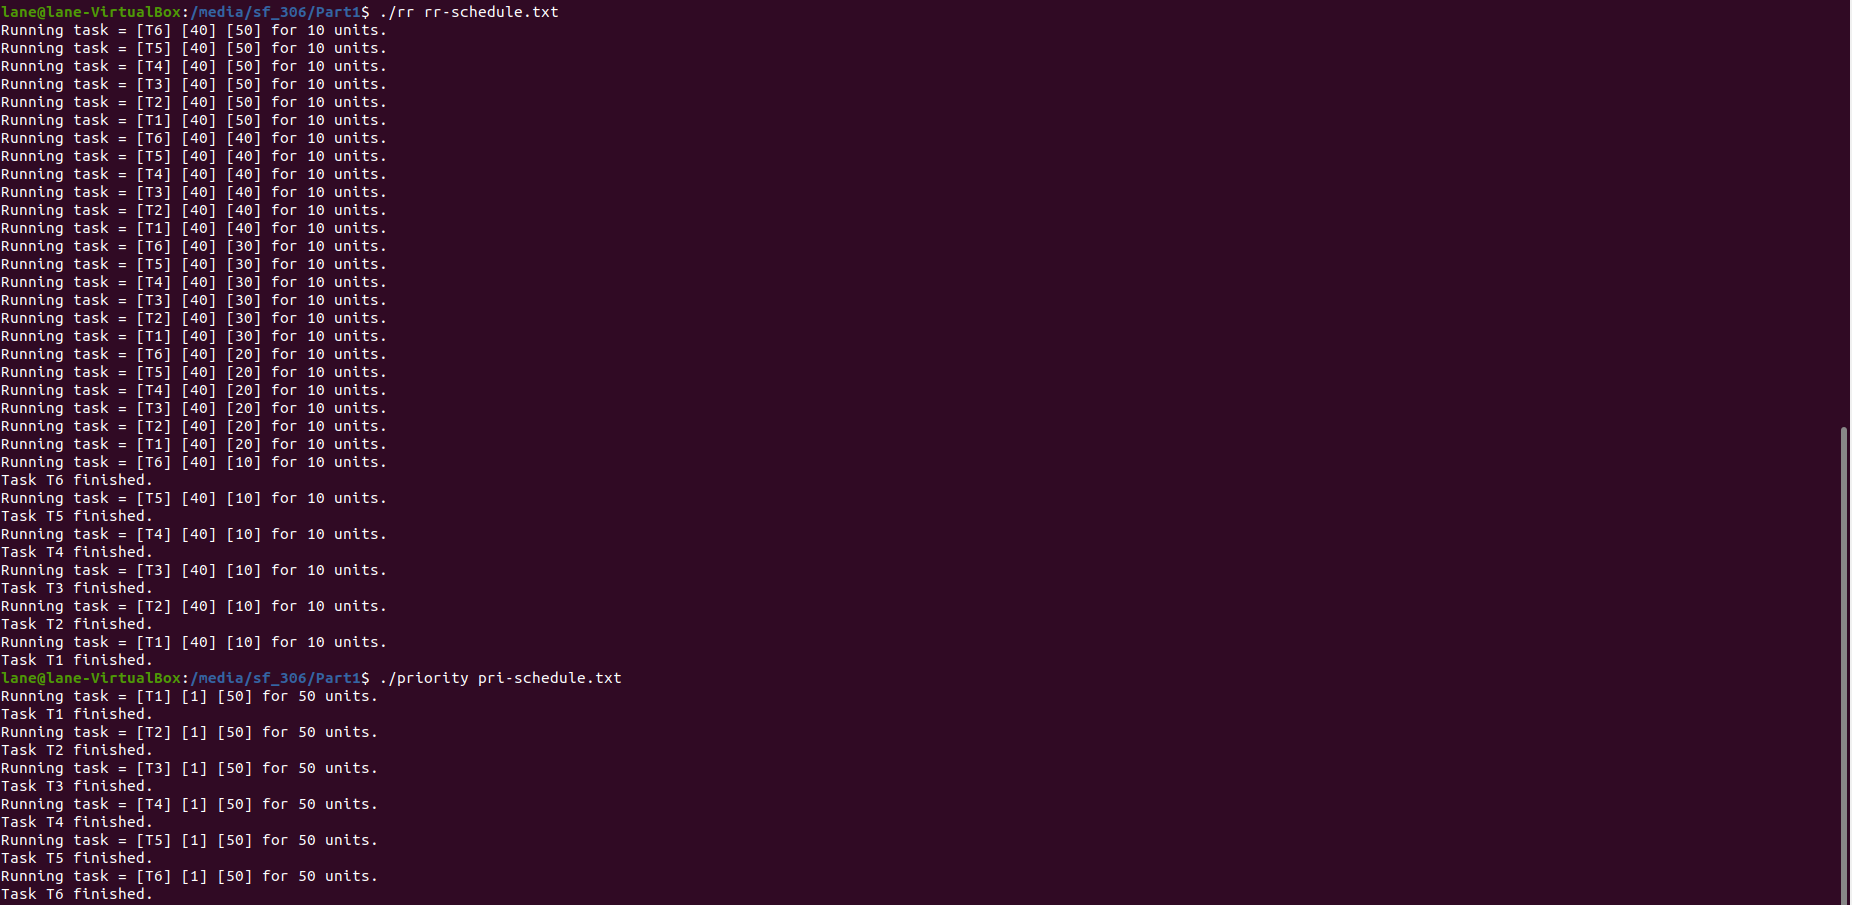 lane@lane-VirtualBox:/media/sf_306/Part1$ ./rr rr-schedule.txt
Running task = [T6] [40] [50] for 10 units.
Running task = [T5] [40] [50] for 10 units.
Running task = [T4] [40] [50] for 10 units.
Running task = [T3] [40] [50] for 10 units.
Running task = [T2] [40] [50] for 10 units.
Running task = [T1] [40] [50] for 10 units.
Running task = [T6] [40] [40] for 10 units.
Running task = [T5] [40] [40] for 10 units.
Running task = [T4] [40] [40] for 10 units.
Running task = [T3] [40] [40] for 10 units.
Running task = [T2] [40] [40] for 10 units.
Running task = [T1] [40] [40] for 10 units.
Running task = [T6] [40] [30] for 10 units.
Running task = [T5] [40] [30] for 10 units.
Running task = [T4] [40] [30] for 10 units.
Running task = [T3] [40] [30] for 10 units.
Running task = [T2] [40] [30] for 10 units.
Running task = [T1] [40] [30] for 10 units.
Running task = [T6] [40] [20] for 10 units.
Running task = [T5] [40] [20] for 10 units.
Running task = [T4] [40] [20] for 10 units.
Running task = [T3] [40] [20] for 10 units.
Running task = [T2] [40] [20] for 10 units.
Running task = [T1] [40] [20] for 10 units.
Running task = [T6] [40] [10] for 10 units.
Task T6 finished.
Running task = [T5] [40] [10] for 10 units.
Task T5 finished.
Running task = [T4] [40] [10] for 10 units.
Task T4 finished.
Running task = [T3] [40] [10] for 10 units.
Task T3 finished.
Running task = [T2] [40] [10] for 10 units.
Task T2 finished.
Running task = [T1] [40] [10] for 10 units.
Task T1 finished.
lane@lane-VirtualBox:/media/sf_306/Part1$ ./priority pri-schedule.txt
Running task = [T1] [1] [50] for 50 units.
Task T1 finished.
Running task = [T2] [1] [50] for 50 units.
Task T2 finished.
Running task = [T3] [1] [50] for 50 units.
Task T3 finished.
Running task = [T4] [1] [50] for 50 units.
Task T4 finished.
Running task = [T5] [1] [50] for 50 units.
Task T5 finished.
Running task = [T6] [1] [50] for 50 units.
Task T6 finished.